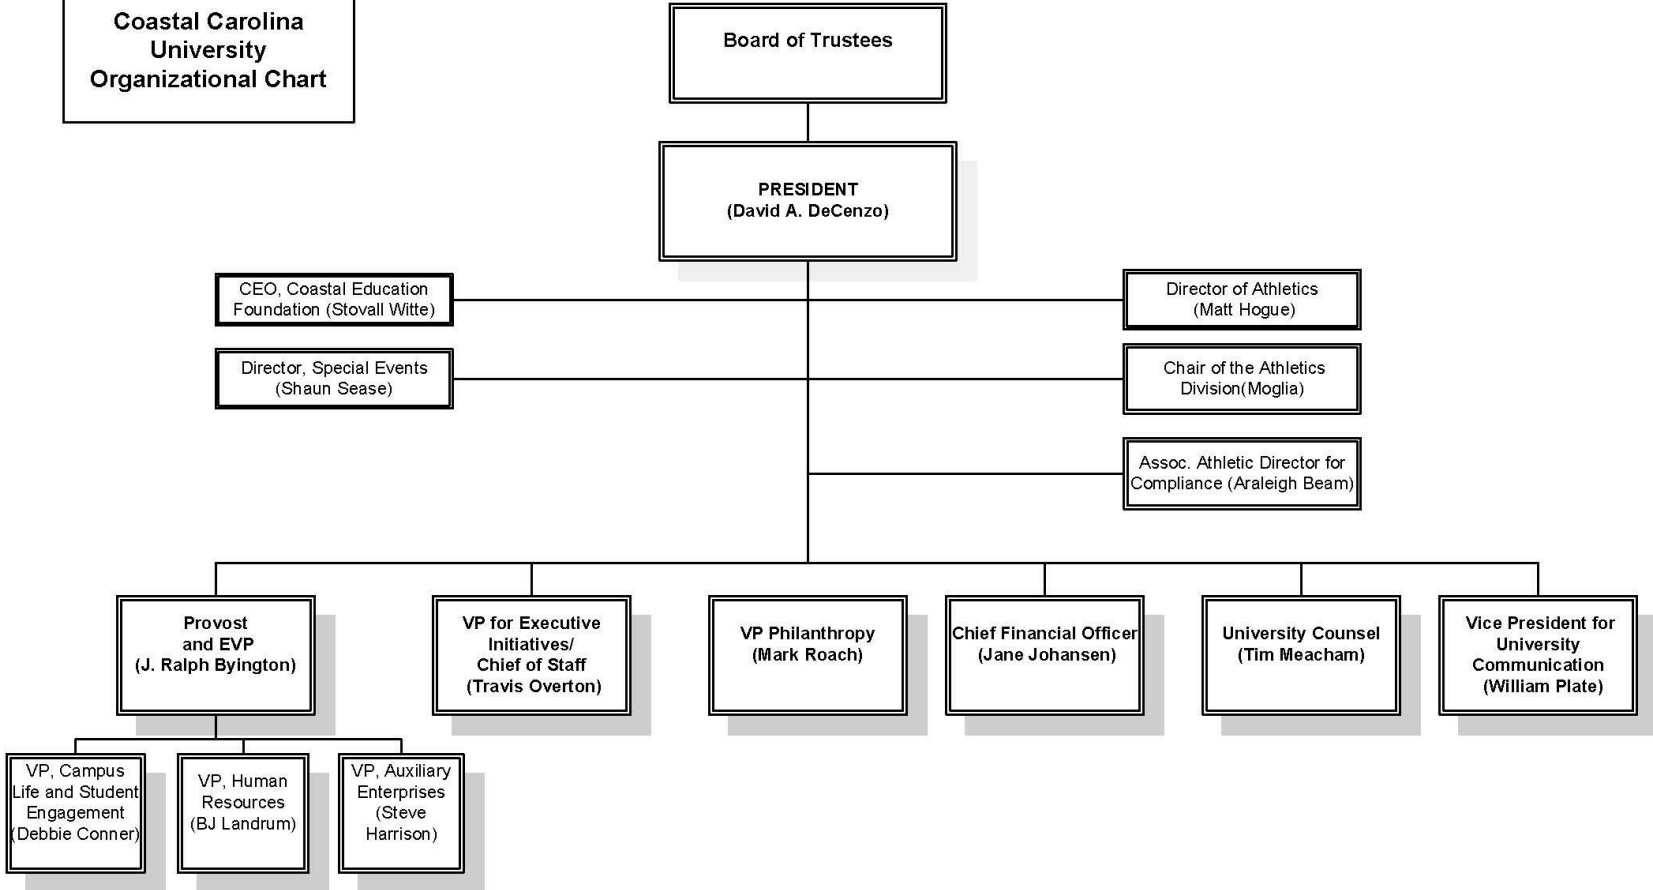 Coastal Carolina
University
Organizational Chart
Board of Trustees
PRESIDENT
(David A. DeCenzo)
CEO, Coastal Education
Foundation (Stovall Witte)
Director of Athletics
(Matt Hogue)
Director, Special Events
(Shaun Sease)
Chair of the Athletics
Division(Moglia)
Assoc. Athletic Director for
Compliance (Araleigh Beam)
Provost
and EVP
(J. Ralph Byington)
VP for Executive
Initiatives/
Chief of Staff
(Travis Overton)
VP Philanthropy
(Mark Roach)
Chief Financial Officer
(Jane Johansen)
University Counsel
(Tim Meacham)
Vice President for
University
Communication
(William Plate)
VP, Campus
Life and Student
Engagement
(Debbie Conner)
VP, Human
Resources
(BJ Landrum)
VP, Auxiliary
Enterprises
(Steve
Harrison)